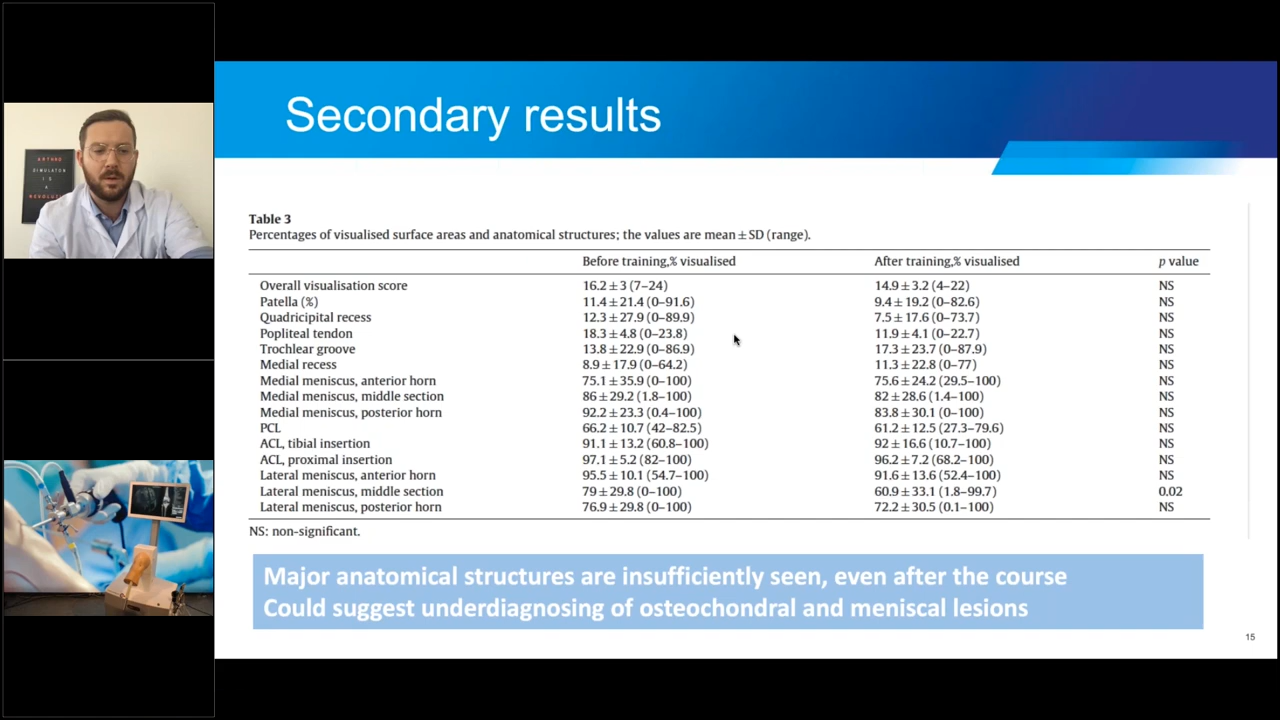 ARTHRO
SIMULATOR
IS
A
REVOLUTION
Secondary results
Table 3
Percentages of visualised surface areas and anatomical structures; the values are mean ± SD (range).
Before training,% visualised After training,% visualised p value
Overall visualisation score 16.2 ± 3 (7–24) 14.9 ± 3.2 (4–22) NS
Patella (%) 11.4 ± 21.4 (0–91.6) 9.4 ± 19.2 (0–82.6) NS
Quadricipital recess 12.3 ± 27.9 (0–89.9) 7.5 ± 17.6 (0–73.7) NS
Popliteal tendon 18.3 ± 4.8 (0–23.8) 11.9 ± 4.1 (0–22.7) NS
Trochlear groove 13.8 ± 22.9 (0–86.9) 17.3 ± 23.7 (0–87.9) NS
Medial recess 8.9 ± 17.9 (0–64.2) 11.3 ± 22.8 (0–77) NS
Medial meniscus, anterior horn 75.1 ± 35.9 (0–100) 75.6 ± 24.2 (29.5–100) NS
Medial meniscus, middle section 86 ± 29.2 (1.8–100) 82 ± 28.6 (1.4–100) NS
Medial meniscus, posterior horn 92.2 ± 23.3 (0.4–100) 83.8 ± 30.1 (0–100) NS
PCL 66.2 ± 10.7 (42–82.5) 61.2 ± 12.5 (27.3–79.6) NS
ACL, tibial insertion 91.1 ± 13.2 (60.8–100) 92 ± 16.6 (10.7–100) NS
ACL, proximal insertion 97.1 ± 5.2 (82–100) 96.2 ± 7.2 (68.2–100) NS
Lateral meniscus, anterior horn 95.5 ± 10.1 (54.7–100) 91.6 ± 13.6 (52.4–100) NS
Lateral meniscus, middle section 79 ± 29.8 (0–100) 60.9 ± 33.1 (1.8–99.7) 0.02
Lateral meniscus, posterior horn 76.9 ± 29.8 (0–100) 72.2 ± 30.5 (0.1–100) NS
NS: non-significant.
Major anatomical structures are insufficiently seen, even after the course
Could suggest underdiagnosing of osteochondral and meniscal lesions
15